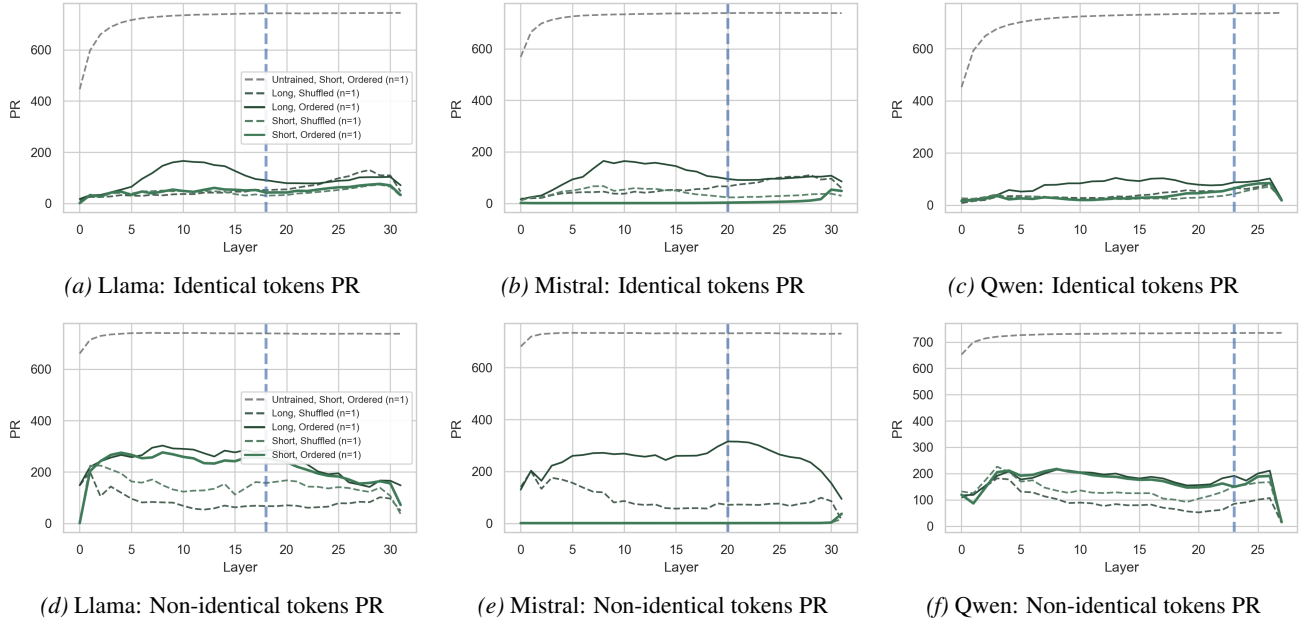 600
400
200
0
PR
0 5 10 15 20 25 30
Layer
Untrained, Short, Ordered (n=1)
Long, Shuffled (n=1)
Long, Ordered (n=1)
Short, Shuffled (n=1)
Short, Ordered (n=1)
(a) Llama: Identical tokens PR
600
400
200
0
PR
0 5 10 15 20 25 30
Layer
(b) Mistral: Identical tokens PR
600
400
200
0
PR
0 5 10 15 20 25
Layer
(c) Qwen: Identical tokens PR
600
400
200
0
PR
0 5 10 15 20 25 30
Layer
Untrained, Short, Ordered (n=1)
Long, Shuffled (n=1)
Long, Ordered (n=1)
Short, Shuffled (n=1)
Short, Ordered (n=1)
(d) Llama: Non-identical tokens PR
600
400
200
0
PR
0 5 10 15 20 25 30
Layer
(e) Mistral: Non-identical tokens PR
700
600
500
400
300
200
100
0
PR
0 5 10 15 20 25
Layer
(f) Qwen: Non-identical tokens PR